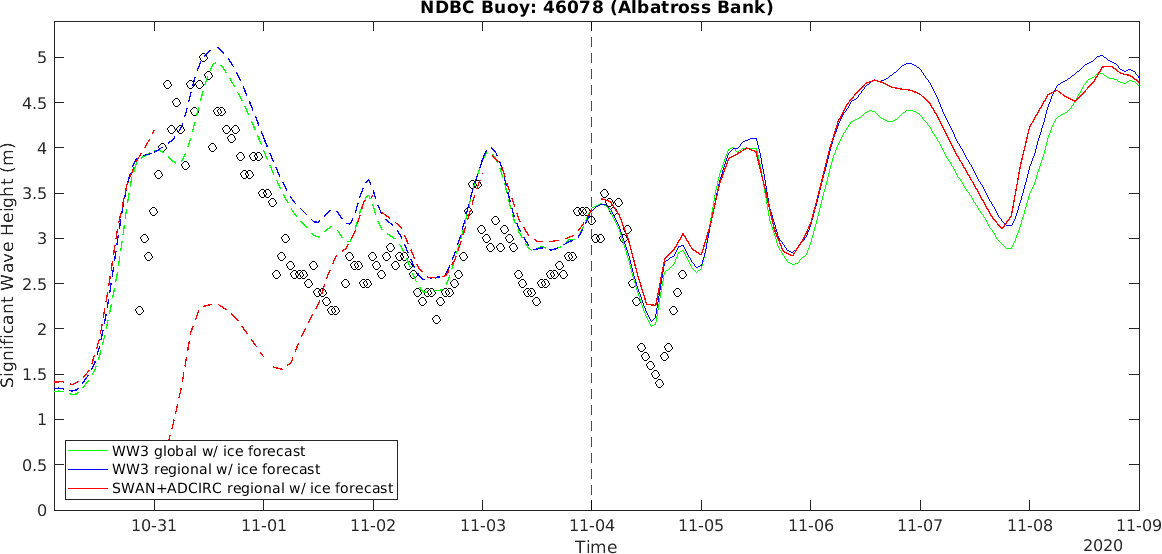 NDBC Buoy: 46078 (Albatross Bank)
Significant Wave Height (m)
5
4.5
4
3.5
3
2.5
2
1.5
1
0.5
0
WW3 global w/ ice forecast
WW3 regional w/ ice forecast
SWAN+ADCIRC regional w/ ice forecast
10-31 11-01 11-02 11-03 11-04 11-05 11-06 11-07 11-08 11-09
Time
2020